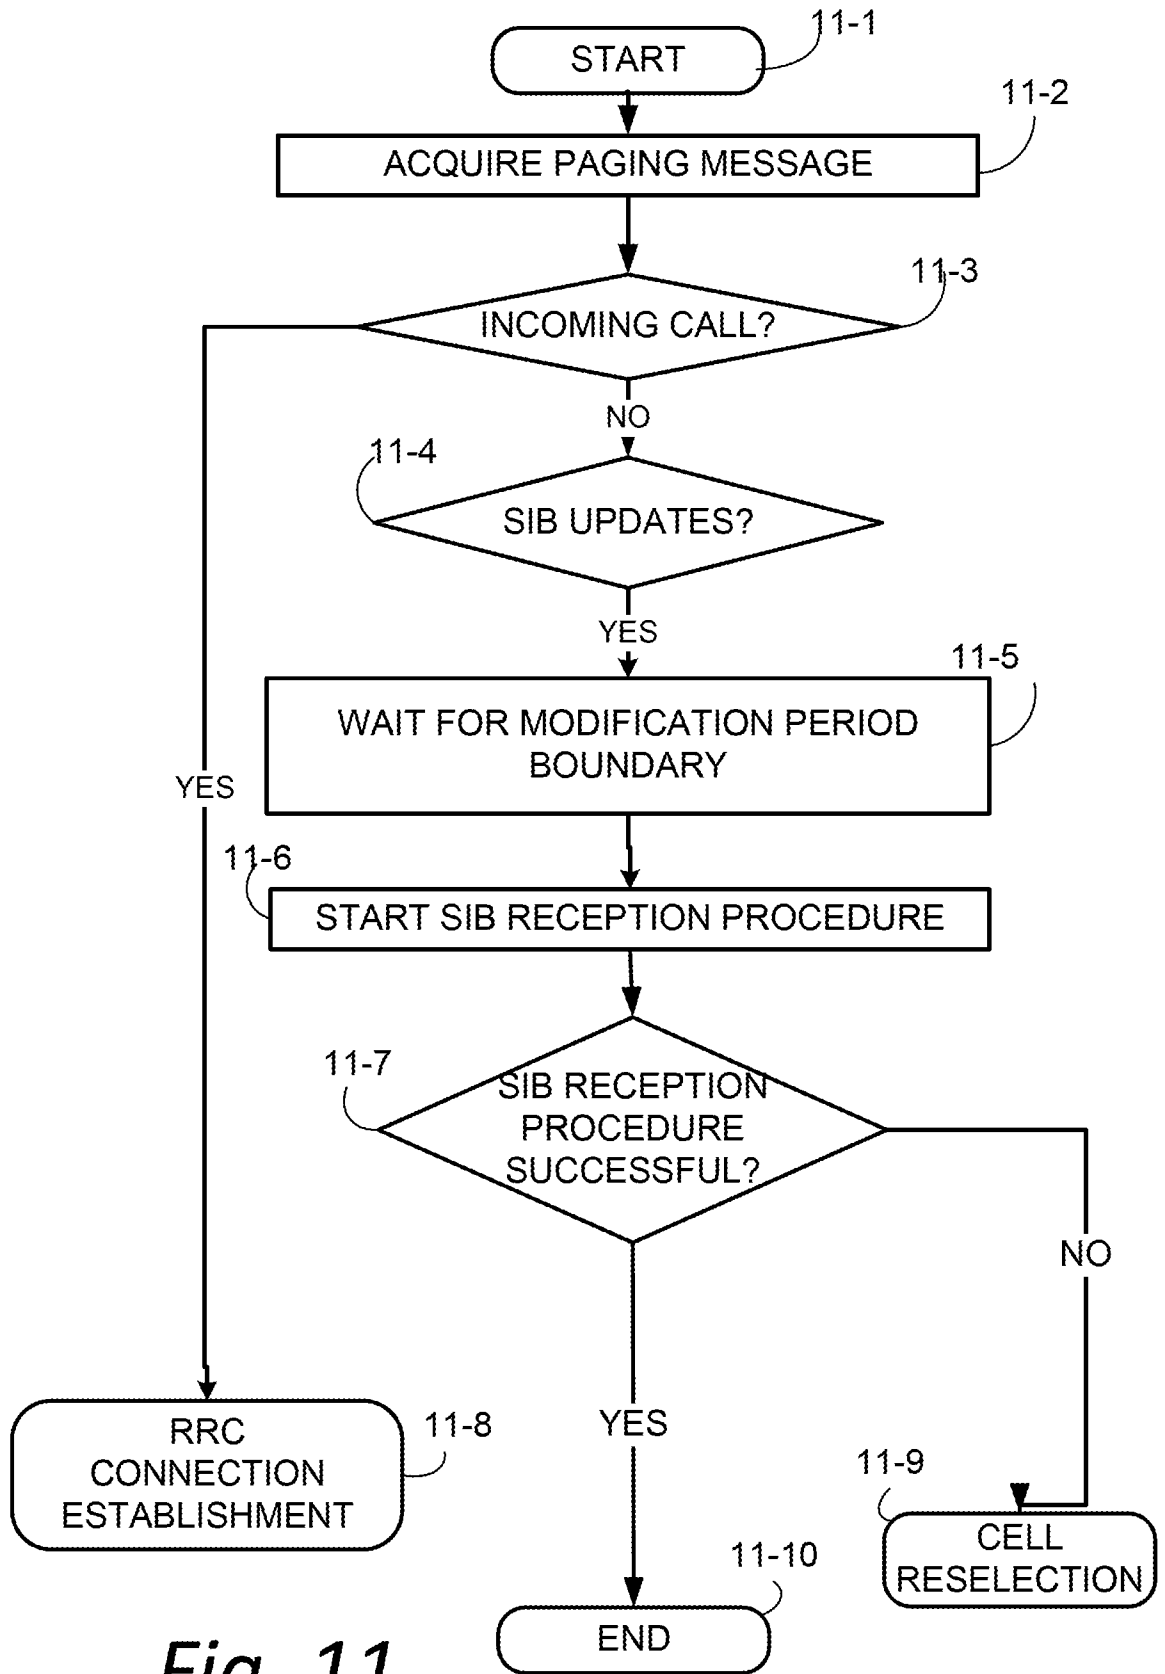 11-1
START
11-2
ACQUIRE PAGING MESSAGE
11-3
INCOMING CALL?
NO
11-4
SIB UPDATES?
YES
11-5
WAIT FOR MODIFICATION PERIOD
BOUNDARY
YES
11-6
START SIB RECEPTION PROCEDURE
11-7
SIB RECEPTION
PROCEDURE
SUCCESSFUL?
NO
YES
RRC
CONNECTION
ESTABLISHMENT
11-8
11-9
CELL
RESELECTION
11-10
END
Fig. 11